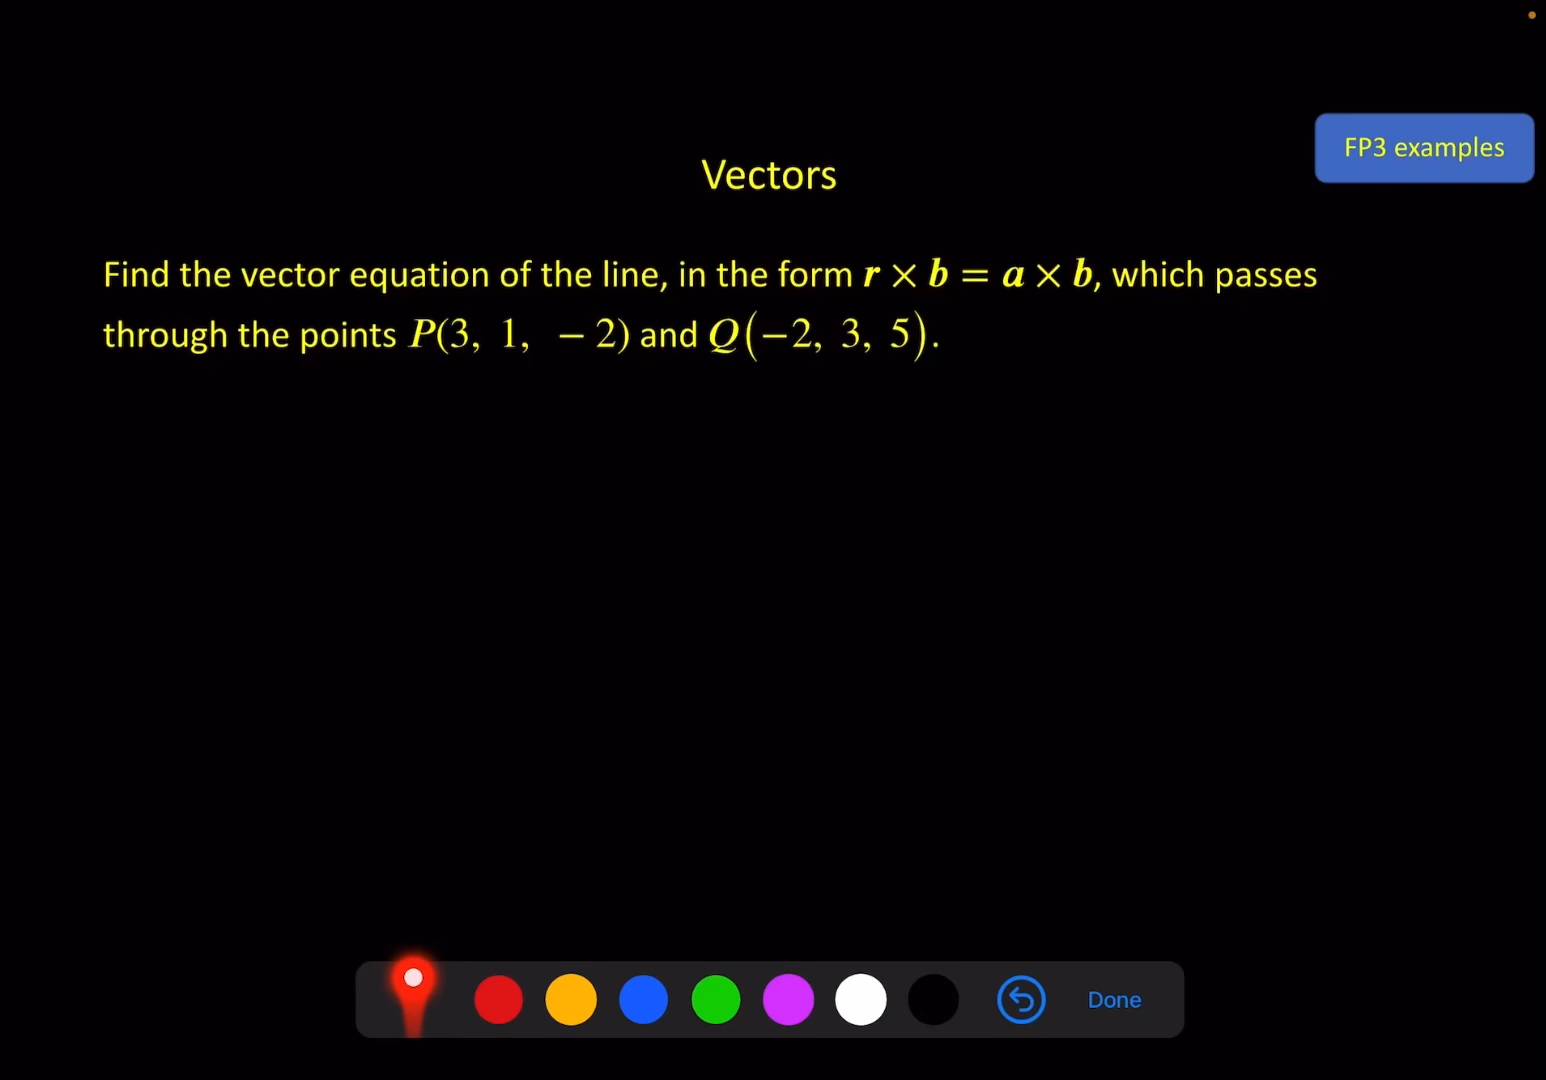 FP3 examples
Vectors
Find the vector equation of the line, in the form r × b = a × b, which passes
through the points P(3, 1, − 2) and Q(−2, 3, 5).
Done